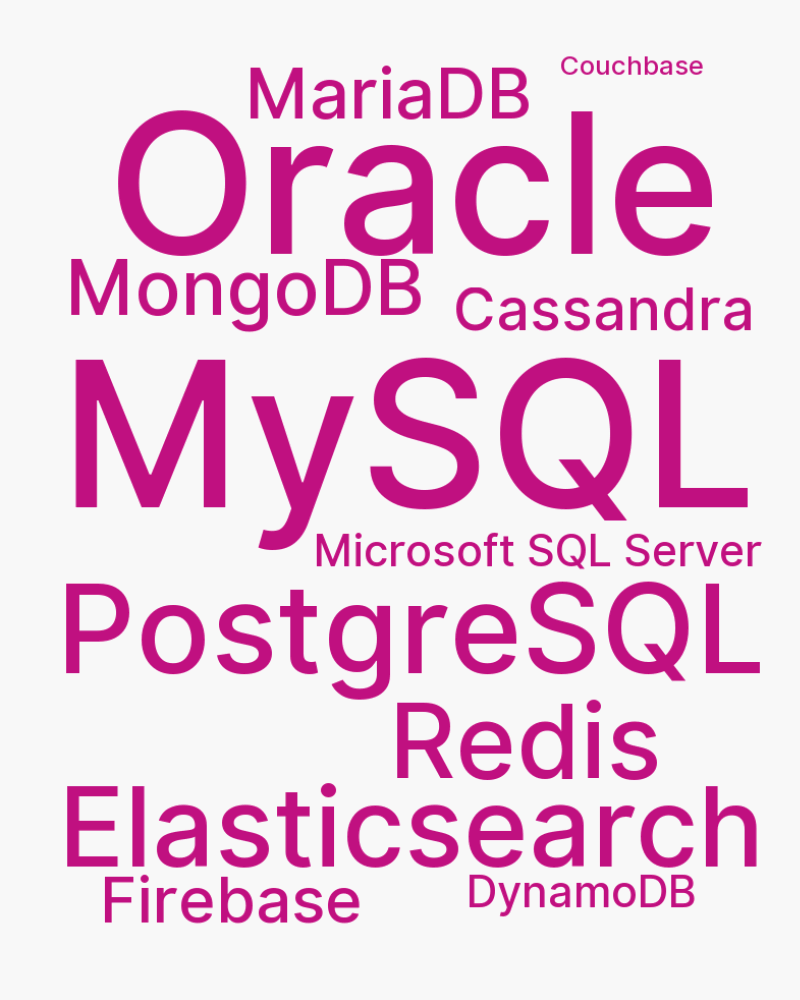 Couchbase
MariaDB
Oracle
MongoDB
Cassandra
MySQL
Microsoft SQL Server
PostgreSQL
Redis
Elasticsearch
Firebase
DynamoDB